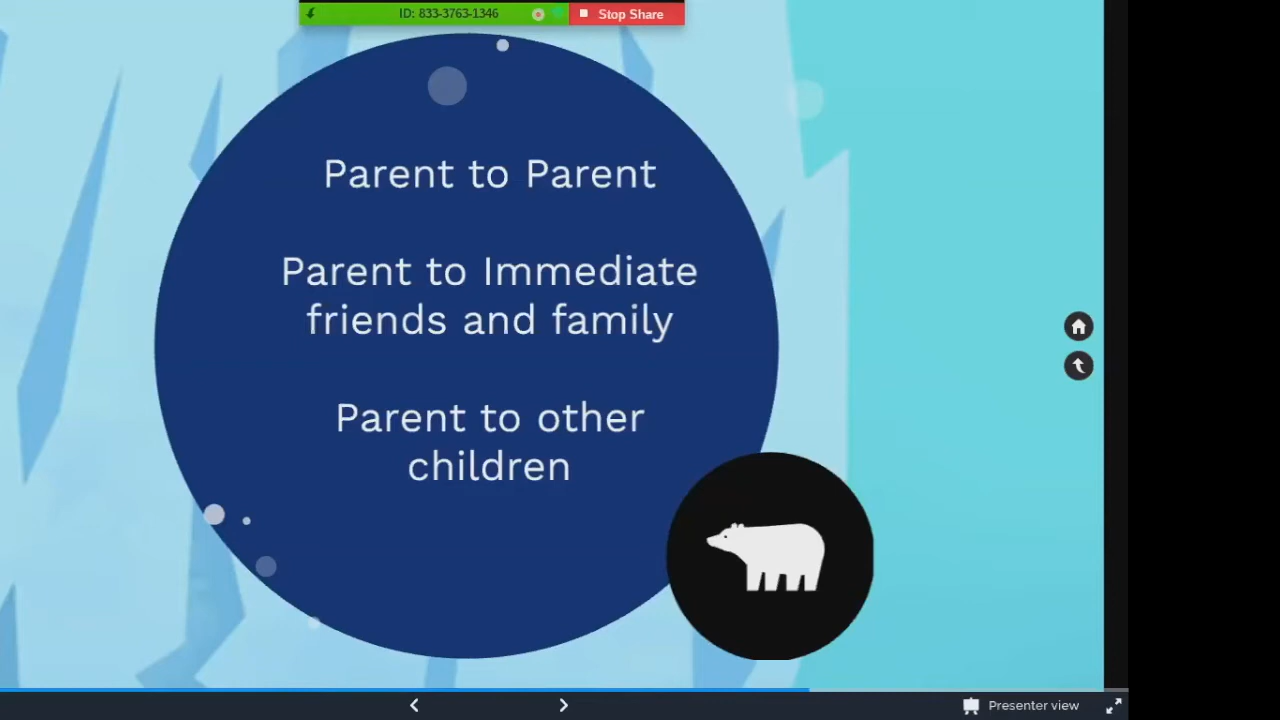 ID: 833-3763-1346
Stop Share
Parent to Parent
Parent to Immediate
friends and family
Parent to other
children
Presenter view